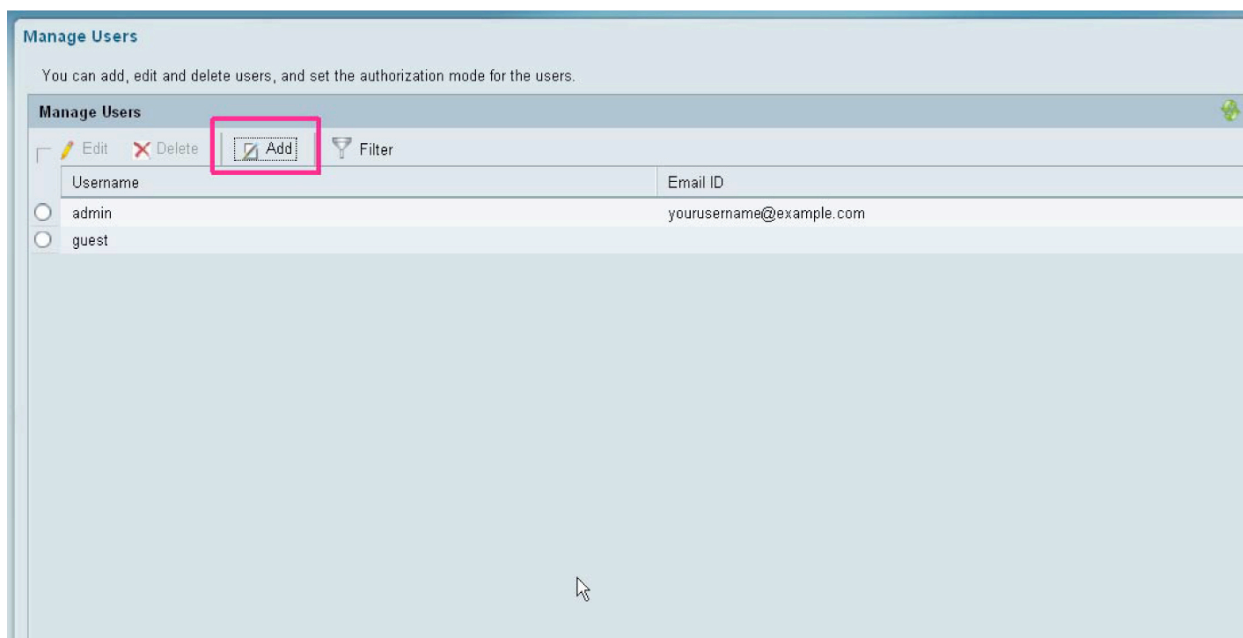 Manage Users
You can add, edit and delete users, and set the authorization mode for the users.
Manage Users
Edit Delete Add Filter
Username Email ID
admin yourusername@example.com
guest